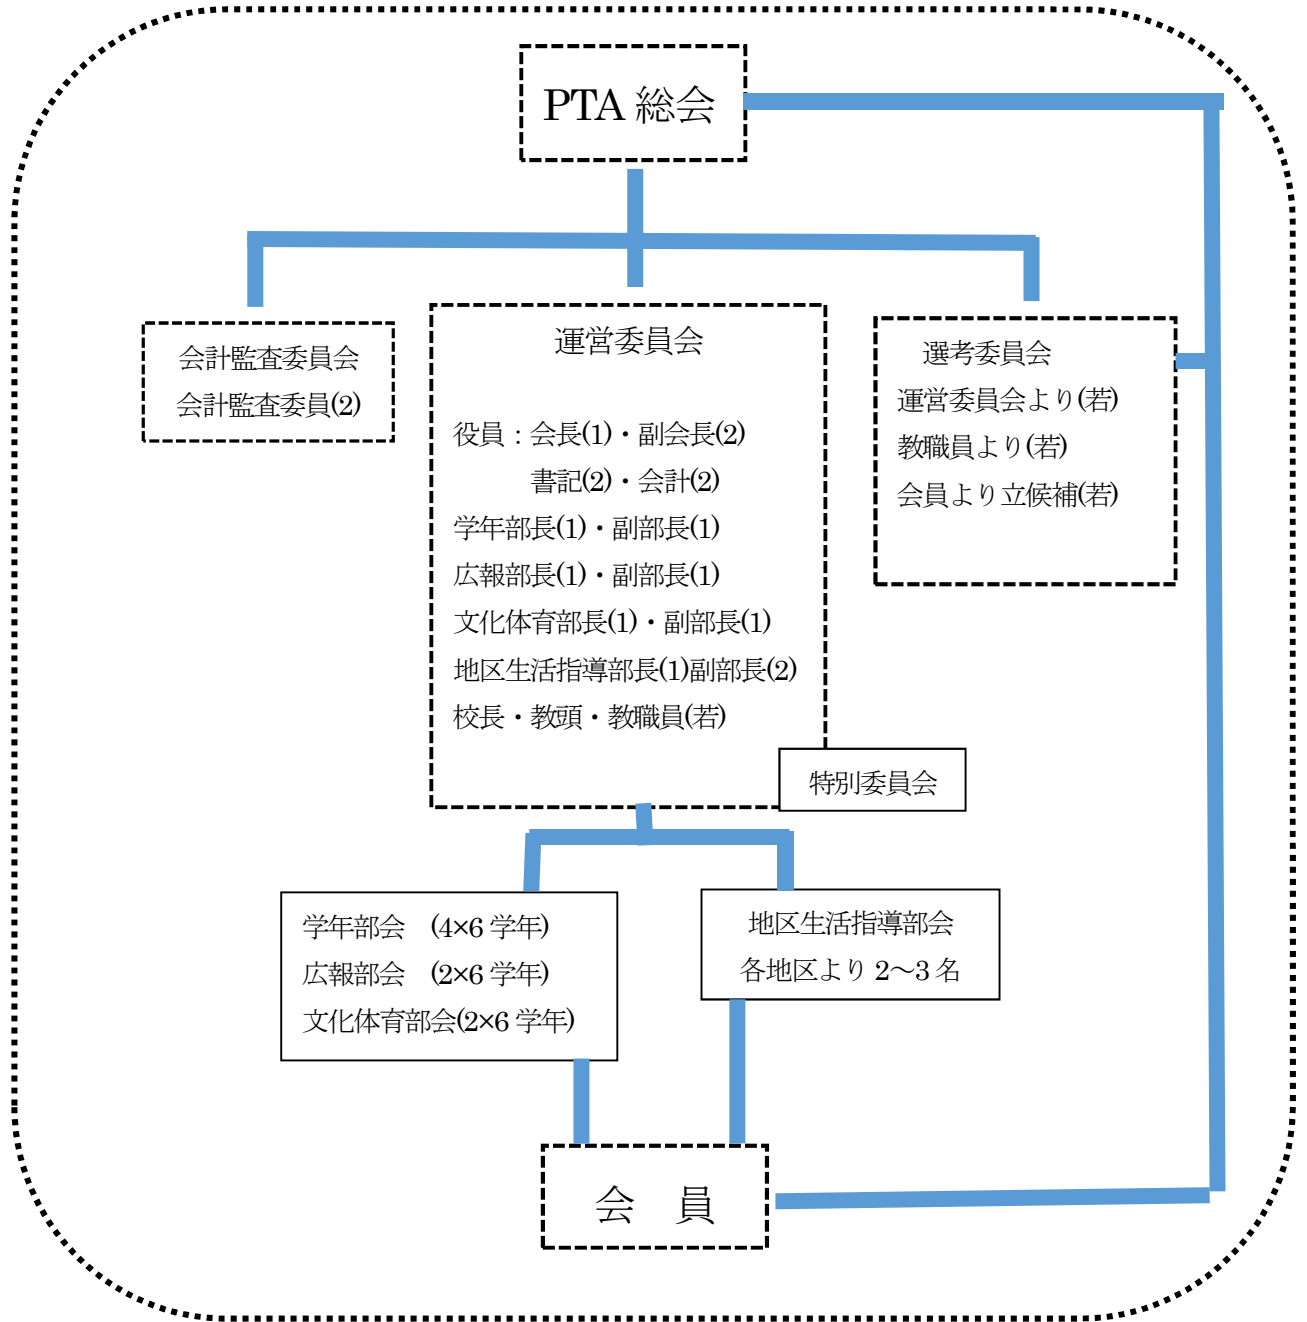 PTA 総会
会計監査委員会
会計監査委員(2)
運営委員会
役員：会長(1)・副会長(2)
書記(2)・会計(2)
学年部長(1)・副部長(1)
広報部長(1)・副部長(1)
文化体育部長(1)・副部長(1)
地区生活指導部長(1)副部長(2)
校長・教頭・教職員(若)
選考委員会
運営委員会より(若)
教職員より(若)
会員より立候補(若)
特別委員会
学年部会　(4×6 学年)
広報部会　(2×6 学年)
文化体育部会(2×6 学年)
地区生活指導部会
各地区より 2～3 名
会　員